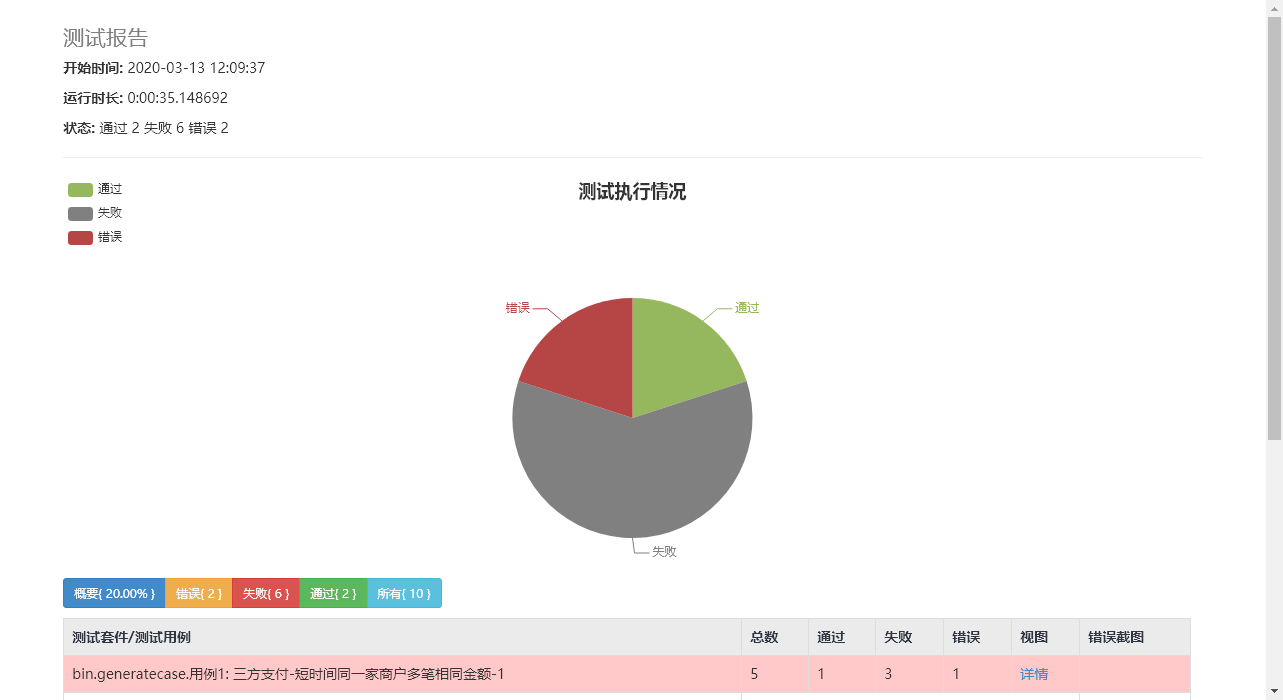 测试报告
开始时间: 2020-03-13 12:09:37
运行时长: 0:00:35.148692
状态: 通过 2 失败 6 错误 2
通过
失败
错误
测试执行情况
错误
通过
失败
概要{ 20.00% } 错误{ 2 } 失败{ 6 } 通过{ 2 } 所有{ 10 }
测试套件/测试用例 总数 通过 失败 错误 视图 错误截图
bin.generatecase.用例1: 三方支付-短时间同一家商户多笔相同金额-1 5 1 3 1 详情